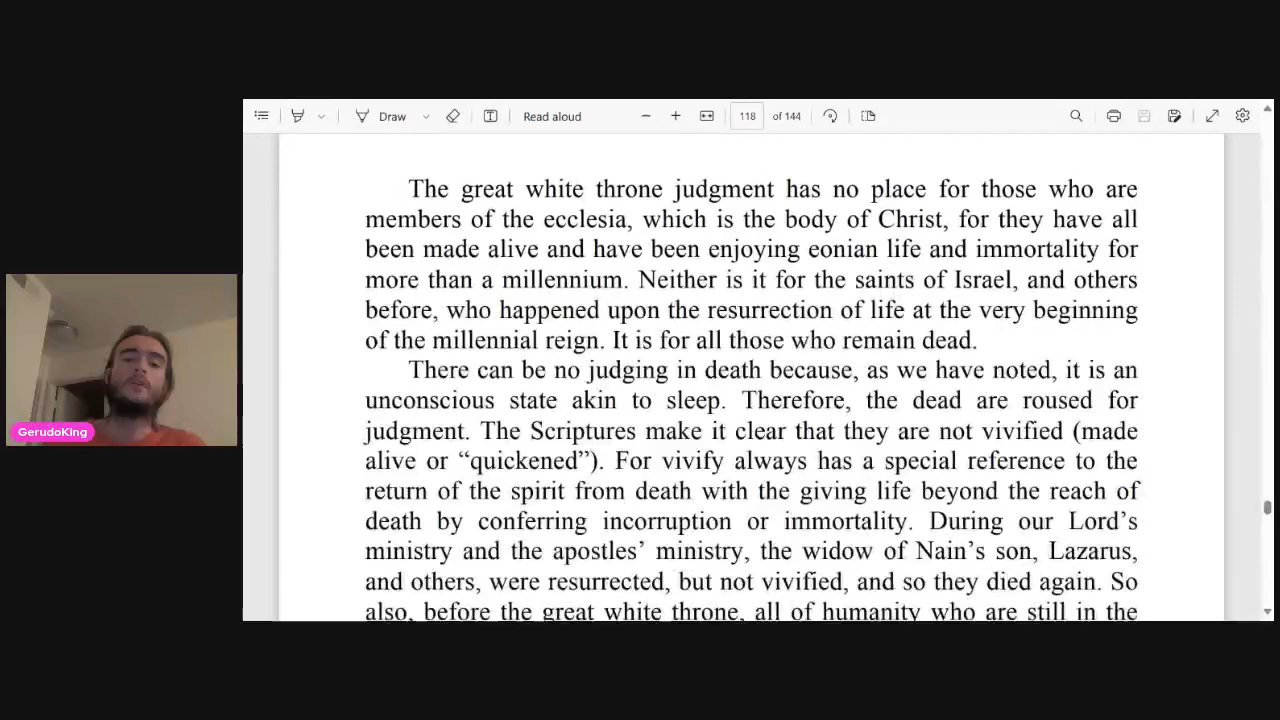 Draw
Read aloud
118
of 144
The great white throne judgment has no place for those who are
members of the ecclesia, which is the body of Christ, for they have all
been made alive and have been enjoying eonian life and immortality for
more than a millennium. Neither is it for the saints of Israel, and others
before, who happened upon the resurrection of life at the very beginning
of the millennial reign. It is for all those who remain dead.
There can be no judging in death because, as we have noted, it is an
unconscious state akin to sleep. Therefore, the dead are roused for
judgment. The Scriptures make it clear that they are not vivified (made
alive or “quickened”). For vivify always has a special reference to the
return of the spirit from death with the giving life beyond the reach of
death by conferring incorruption or immortality. During our Lord’s
ministry and the apostles’ ministry, the widow of Nain’s son, Lazarus,
and others, were resurrected, but not vivified, and so they died again. So
also, before the great white throne, all of humanity who are still in the
GerudoKing